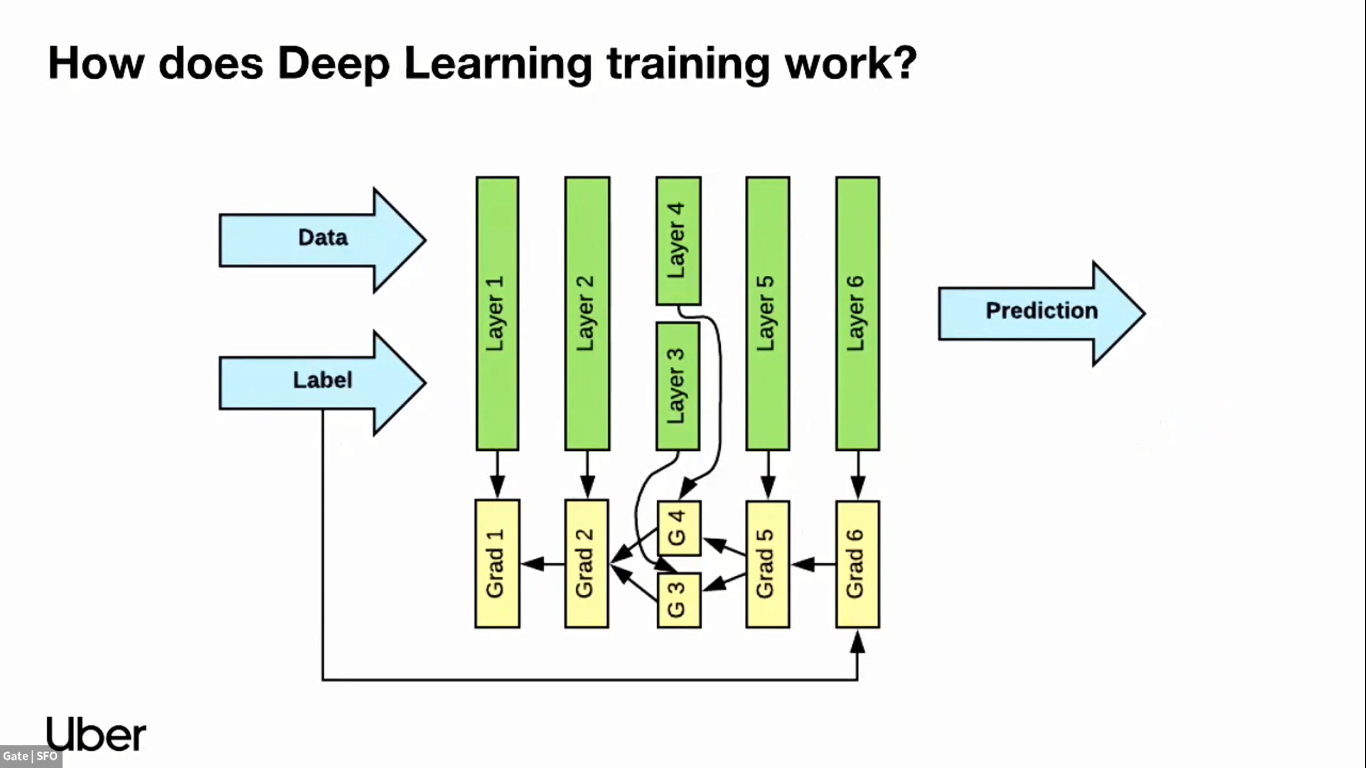 How does Deep Learning training work?
Data
Label
Layer 1
Layer 2
Layer 4
Layer 3
Layer 5
Layer 6
Prediction
Grad 1
Grad 2
G 4
G 3
Grad 5
Grad 6
Uber
Gate | SFO